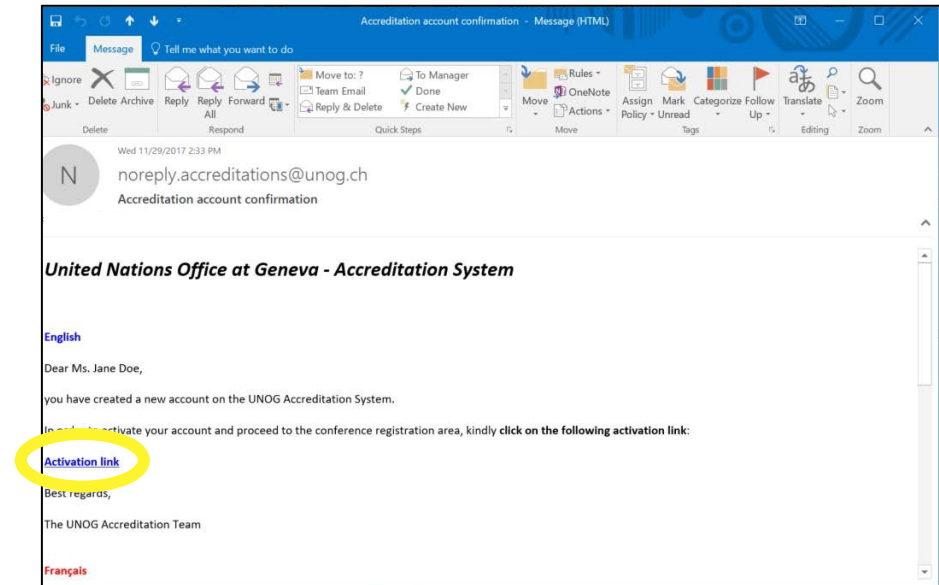 Accreditation account confirmation - Message (HTML)
File Message Tell me what you want to do
Ignore
Junk
Delete Archive
Reply Reply All Forward
Move to: ? To Manager
Team Email Done
Reply & Delete Create New
Move
Rules
OneNote
Actions
Assign Policy Mark Unread Categorize Follow Up
Translate
Zoom
Delete Respond Quick Steps Move Tags Editing Zoom
Wed 11/29/2017 2:33 PM
N
noreply.accreditations@unog.ch
Accreditation account confirmation
United Nations Office at Geneva - Accreditation System
English
Dear Ms. Jane Doe,
you have created a new account on the UNOG Accreditation System.
In order to activate your account and proceed to the conference registration area, kindly click on the following activation link:
Activation link
Best regards,
The UNOG Accreditation Team
Français